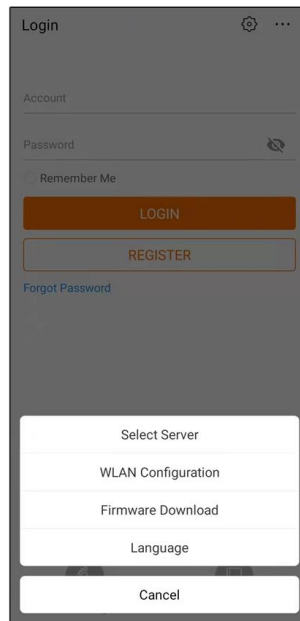 Login
Account
Password
Remember Me
LOGIN
REGISTER
Forgot Password
Select Server
WLAN Configuration
Firmware Download
Language
Cancel